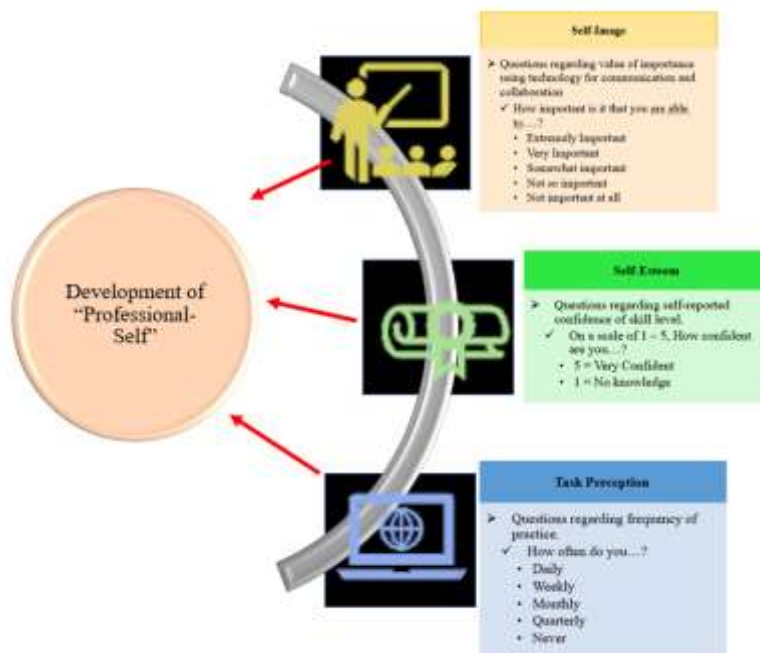 Self Image
➤ Questions regarding value of importance
using technology for communication and
collaboration
✓ How important is it that you are able
to….?
• Extremely Important
• Very Important
• Somewhat important
• Not so important
• Not important at all
Development of
“Professional-
Self”
Self Esteem
➤ Questions regarding self-reported
confidence of skill level.
✓ On a scale of 1 – 5, How confident
are you…?
• 5 = Very Confident
• 1 = No knowledge
Task Perception
➤ Questions regarding frequency of
practice.
✓ How often do you…?
• Daily
• Weekly
• Monthly
• Quarterly
• Never